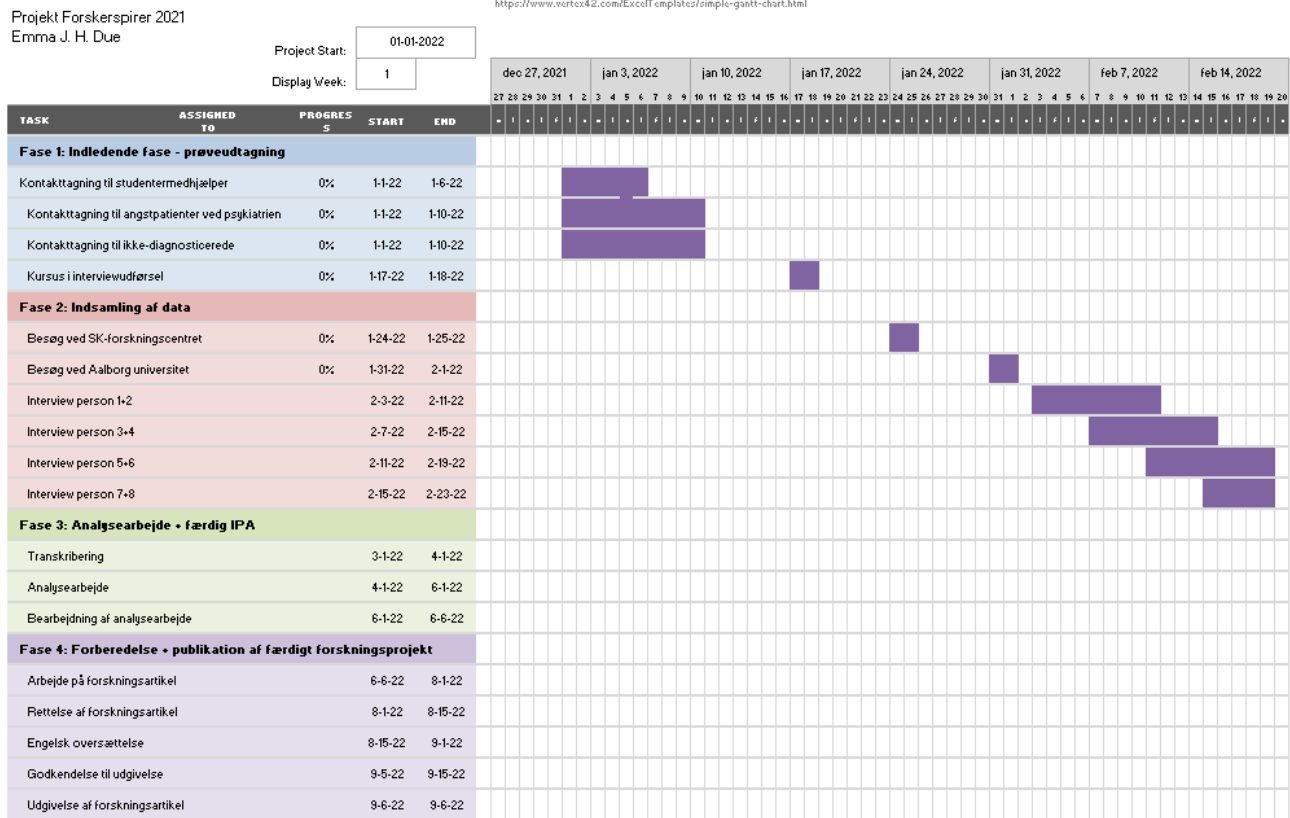 https://www.vertex42.com/ExcelTemplates/simple-gantt-chart.html
Projekt Forskerspirer 2021
Emma J. H. Due
Project Start: 01-01-2022
Display Week: 1
dec 27, 2021 jan 3, 2022 jan 10, 2022 jan 17, 2022 jan 24, 2022 jan 31, 2022 feb 7, 2022 feb 14, 2022
27 28 29 30 31 1 2 3 4 5 6 7 8 9 10 11 12 13 14 15 16 17 18 19 20 21 22 23 24 25 26 27 28 29 30 31 1 2 3 4 5 6 7 8 9 10 11 12 13 14 15 16 17 18 19 20
TASK ASSIGNED TO PROGRESS START END
Fase 1: Indledende fase - prøveudtagning
Kontakttagning til studentermedhjælper 0% 1-1-22 1-6-22
Kontakttagning til angstpatienter ved psykiatrien 0% 1-1-22 1-10-22
Kontakttagning til ikke-diagnosticerede 0% 1-1-22 1-10-22
Kursus i interviewudførsel 0% 1-17-22 1-18-22
Fase 2: Indsamling af data
Besøg ved SK-forskningscentret 0% 1-24-22 1-25-22
Besøg ved Aalborg universitet 0% 1-31-22 2-1-22
Interview person 1+2 2-3-22 2-11-22
Interview person 3+4 2-7-22 2-15-22
Interview person 5+6 2-11-22 2-19-22
Interview person 7+8 2-15-22 2-23-22
Fase 3: Analysearbejde + færdig IPA
Transkribering 3-1-22 4-1-22
Analysearbejde 4-1-22 6-1-22
Bearbejdning af analysearbejde 6-1-22 6-6-22
Fase 4: Forberedelse + publikation af færdigt forskningsprojekt
Arbejde på forskningsartikel 6-6-22 8-1-22
Rettelse af forskningsartikel 8-1-22 8-15-22
Engelsk oversættelse 8-15-22 9-1-22
Godkendelse til udgivelse 9-5-22 9-15-22
Udgivelse af forskningsartikel 9-6-22 9-6-22